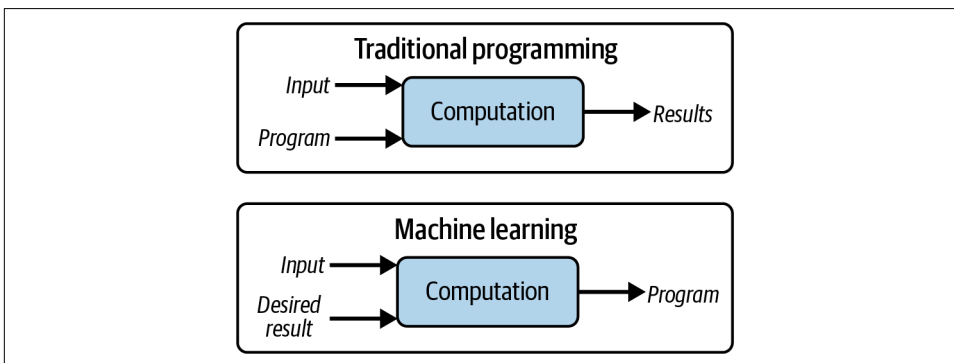 Traditional programming
Input
Computation
Program
Results
Machine learning
Input
Computation
Desired
result
Program